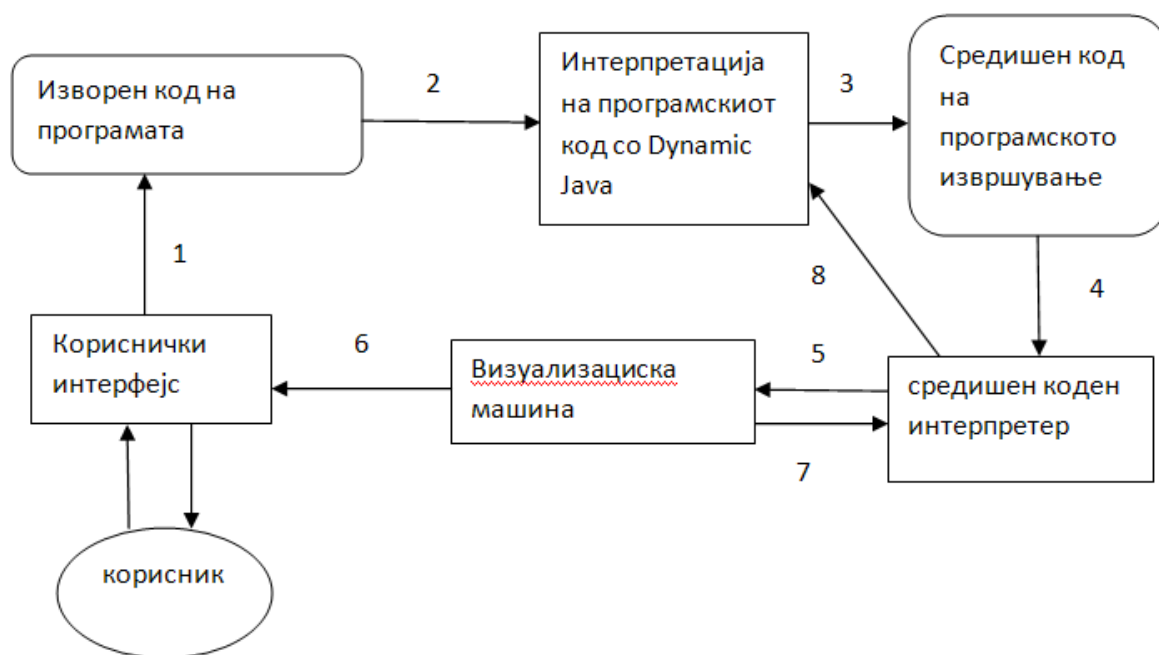 Изворен код на
програмата
2
Интерпретација
на програмскиот
код со Dynamic
Java
3
Средишен код
на
програмското
извршување
1
8
4
Кориснички
интерфејс
6
Визуализациска
машина
5
7
средишен коден
интерпретер
корисник